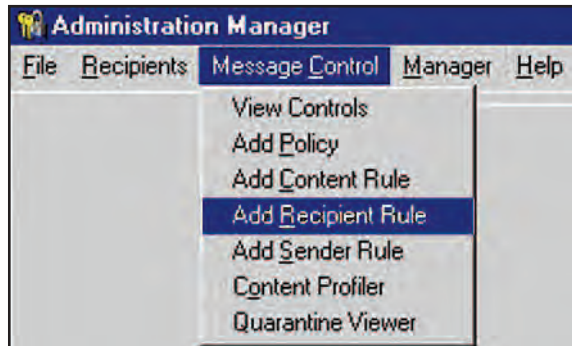 Administration Manager
File Recipients Message Control Manager Help
View Controls
Add Policy
Add Content Rule
Add Recipient Rule
Add Sender Rule
Content Profiler
Quarantine Viewer